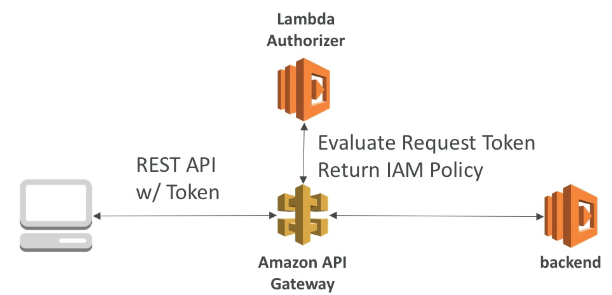 Lambda
Authorizer
Evaluate Request Token
Return IAM Policy
REST API
w/ Token
Amazon API
Gateway
backend